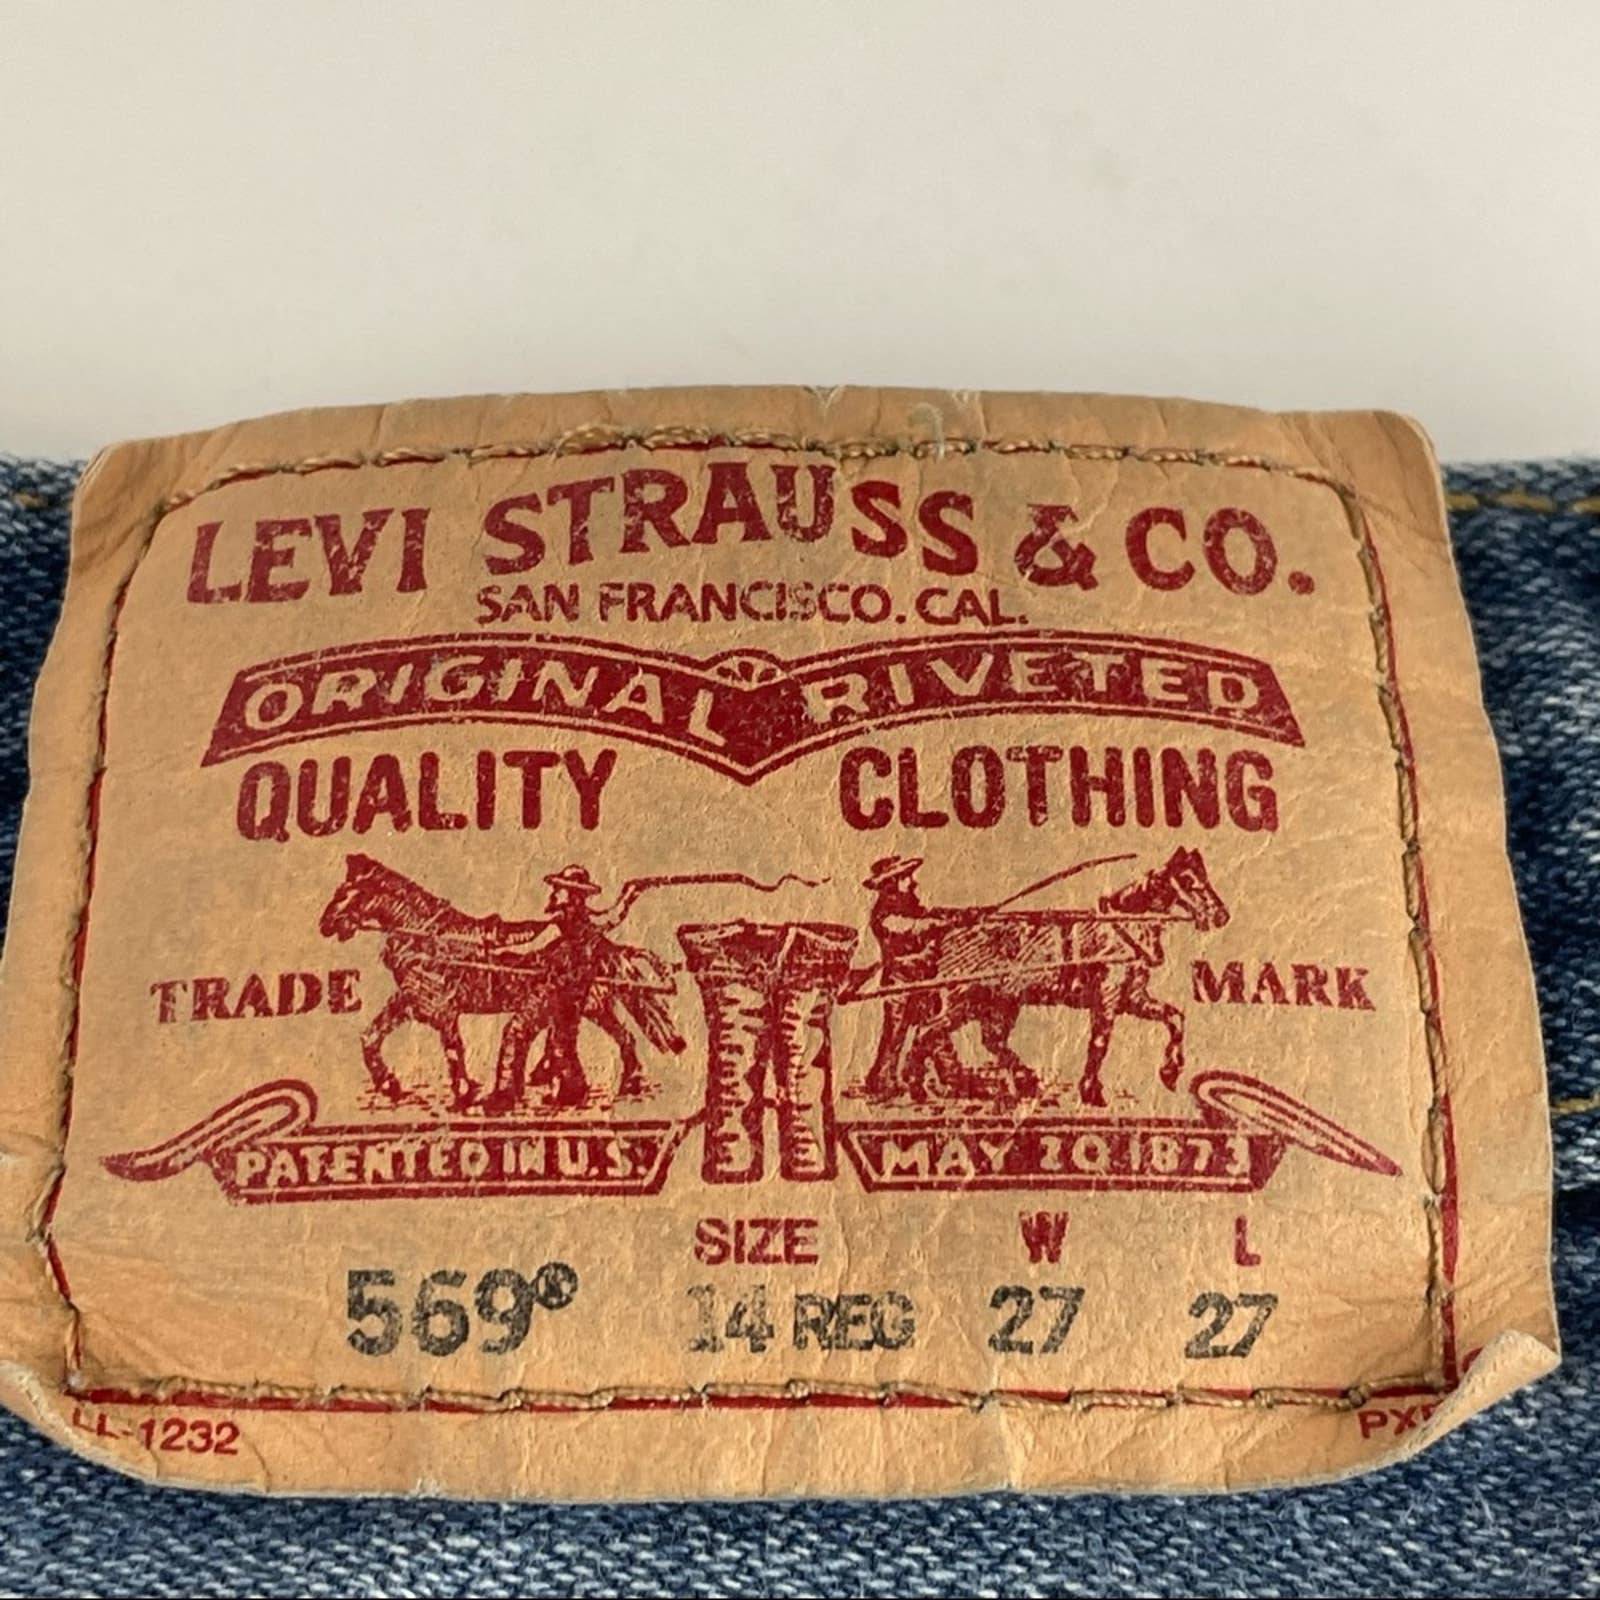 LEVI STRAUSS & CO.
SAN FRANCISCO. CAL.
ORIGINAL RIVETED
QUALITY CLOTHING
TRADE MARK
PATENTED IN U.S. MAY 20 1873
SIZE W L
569® 14 REG 27 27
LL-1232